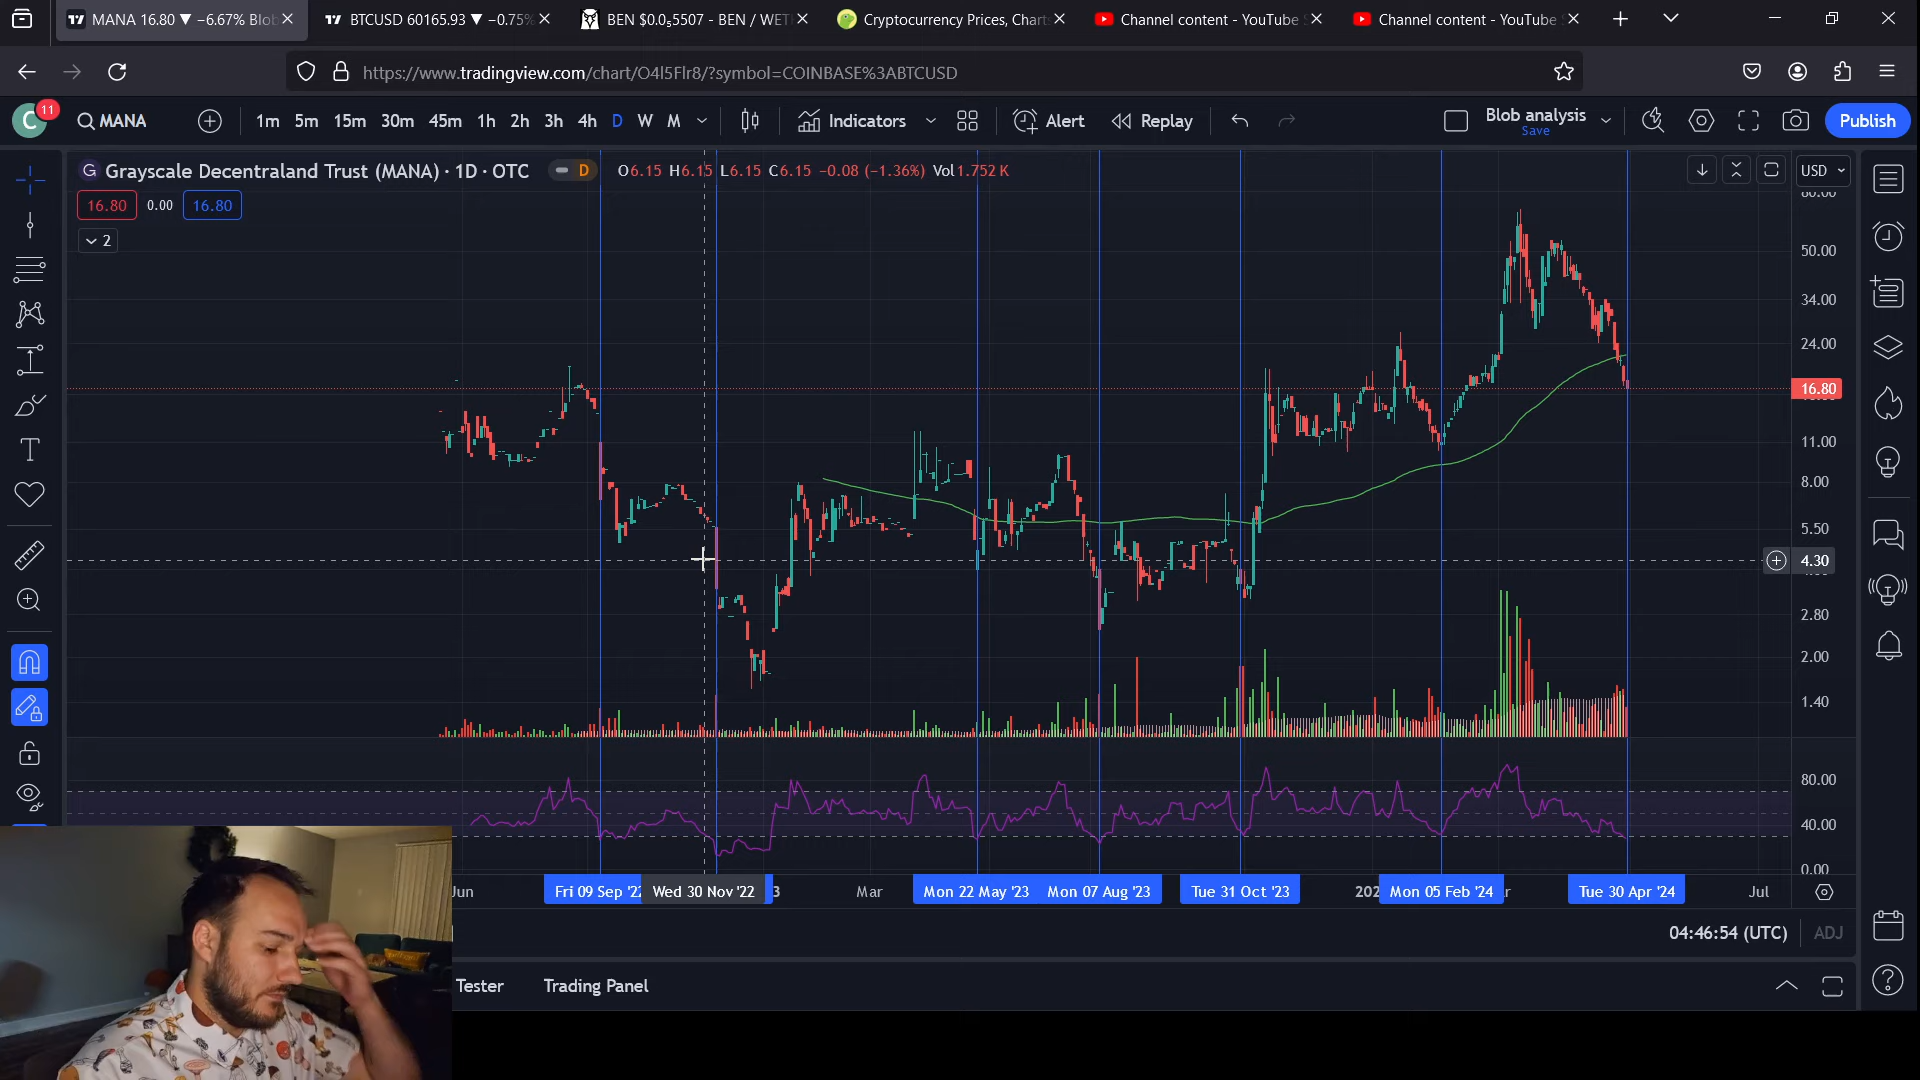 MANA 16.80 ▼ −6.67% Blob
BTCUSD 60165.93 ▼ −0.75%
BEN $0.0₅5507 - BEN / WET
Cryptocurrency Prices, Chart
Channel content - YouTube S
Channel content - YouTube S
https://www.tradingview.com/chart/O4l5Flr8/?symbol=COINBASE%3ABTCUSD
C
11
MANA
1m 5m 15m 30m 45m 1h 2h 3h 4h D W M
Indicators
Alert
Replay
Blob analysis
Save
Publish
G
Grayscale Decentraland Trust (MANA) · 1D · OTC
D
O6.15 H6.15 L6.15 C6.15 −0.08 (−1.36%) Vol1.752 K
USD
16.80 0.00 16.80
2
80.00
50.00
34.00
24.00
16.80
11.00
8.00
5.50
4.30
2.80
2.00
1.40
80.00
40.00
0.00
Jun
Fri 09 Sep '22
Wed 30 Nov '22
3
Mar
Mon 22 May '23
Mon 07 Aug '23
Tue 31 Oct '23
202
Mon 05 Feb '24
r
Tue 30 Apr '24
Jul
04:46:54 (UTC)
ADJ
Tester
Trading Panel